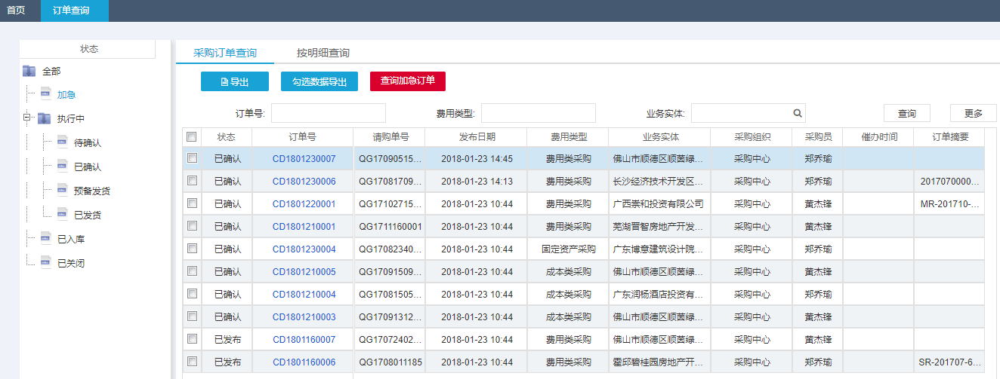 首页 订单查询
状态
全部
加急
执行中
待确认
已确认
预备发货
已发货
已入库
已关闭
采购订单查询 按明细查询
导出 勾选数据导出 查询加急订单
订单号: 费用类型: 业务实体: 查询 更多
状态 订单号 请购单号 发布日期 费用类型 业务实体 采购组织 采购员 催办时间 订单摘要
已确认 CD1801230007 QG17090515... 2018-01-23 14:45 费用类采购 佛山市顺德区顺茵绿... 采购中心 郑乔瑜
已确认 CD1801230006 QG17081709... 2018-01-23 14:13 费用类采购 长沙经济技术开发区... 采购中心 郑乔瑜 2017070000...
已确认 CD1801220001 QG17102715... 2018-01-23 10:44 费用类采购 广西崇和投资有限公司 采购中心 黄杰锋 MR-201710-...
已确认 CD1801210001 QG1711160001 2018-01-23 10:44 费用类采购 芜湖晋智房地产开发... 采购中心 黄杰锋
已确认 CD1801230004 QG17082340... 2018-01-23 10:44 固定资产采购 广东博意建筑设计院... 采购中心 郑乔瑜
已确认 CD1801210005 QG17091509... 2018-01-23 10:44 成本类采购 佛山市顺德区顺茵绿... 采购中心 黄杰锋
已确认 CD1801210004 QG17081505... 2018-01-23 10:44 成本类采购 广东润杨酒店投资有... 采购中心 郑乔瑜
已确认 CD1801210003 QG17091312... 2018-01-23 10:44 成本类采购 佛山市顺德区顺茵绿... 采购中心 黄杰锋
已发布 CD1801160007 QG17072402... 2018-01-23 10:44 费用类采购 佛山市顺德区顺茵绿... 采购中心 郑乔瑜
已发布 CD1801160006 QG1708011185 2018-01-23 10:44 费用类采购 霍邱碧桂园房地产开... 采购中心 郑乔瑜 SR-201707-6...